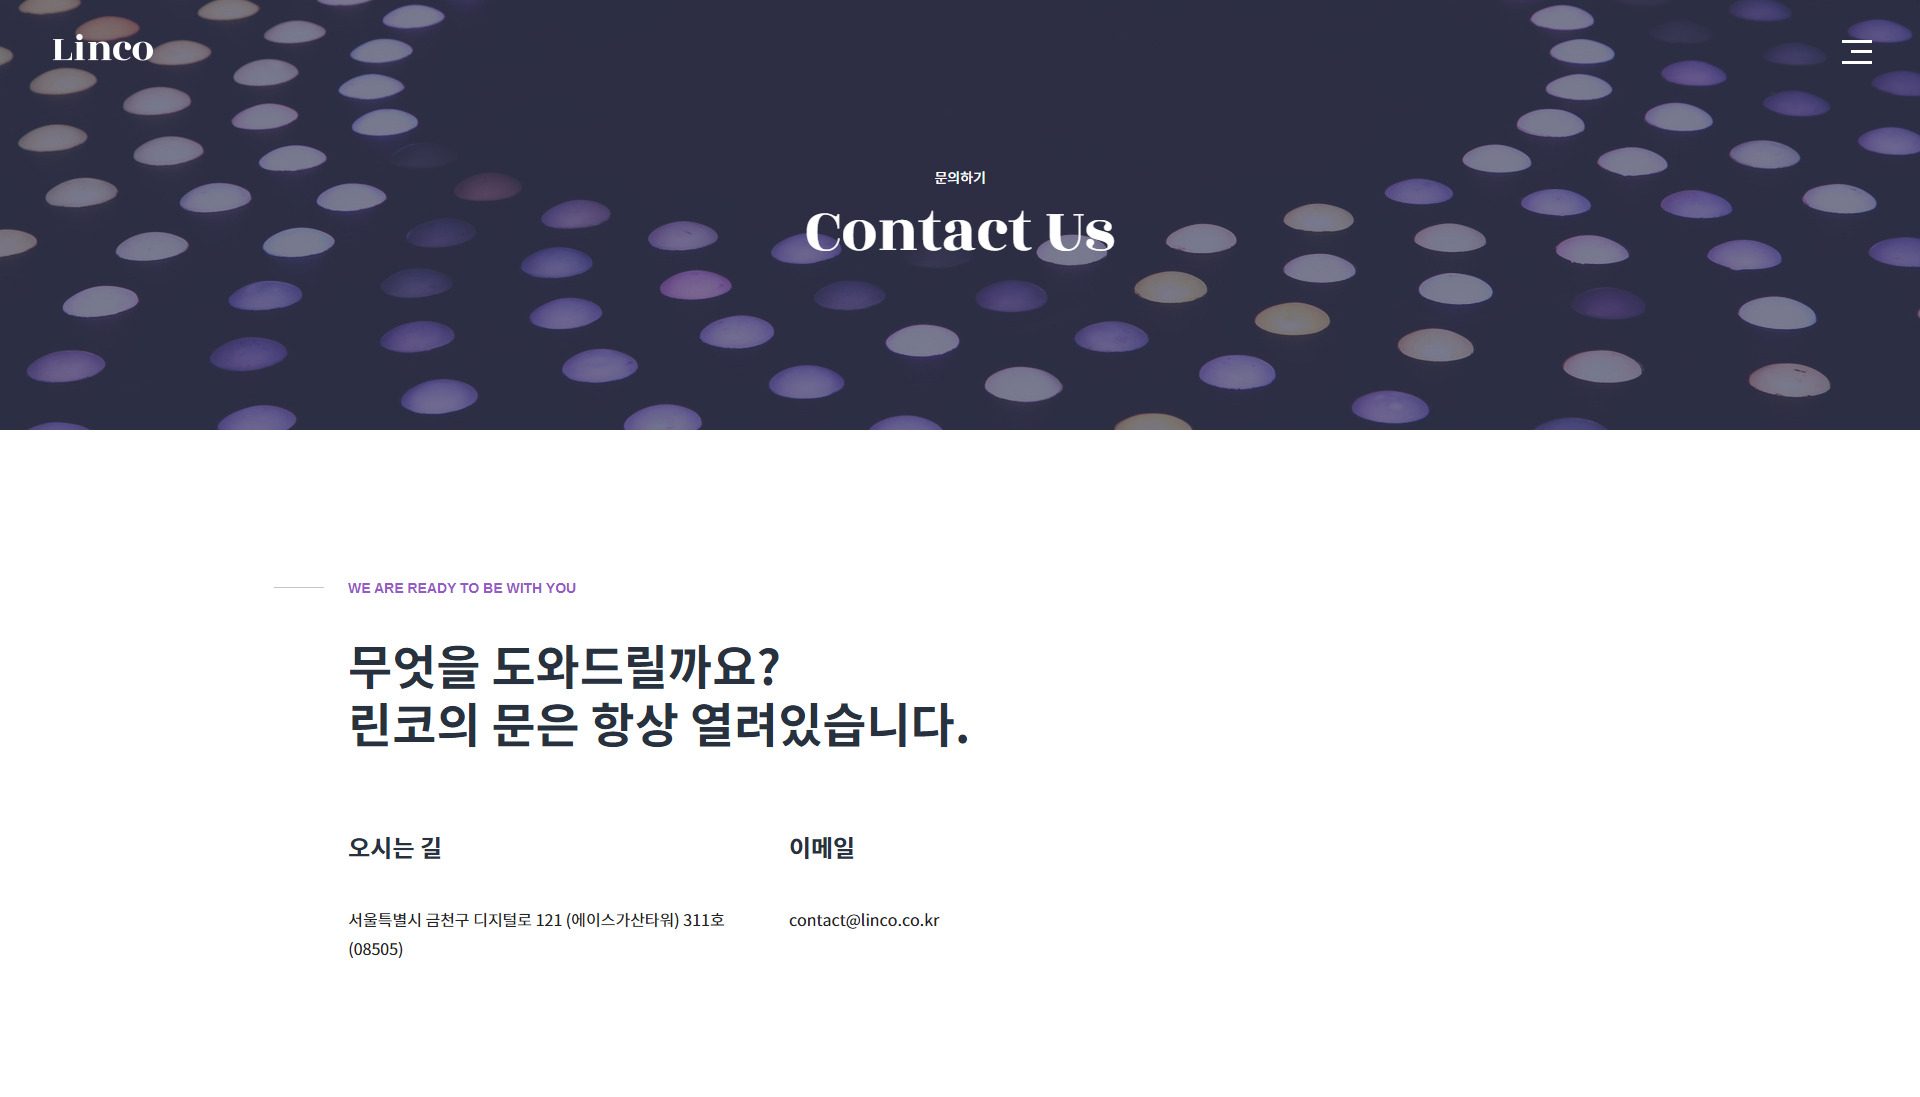 Linco
문의하기
Contact Us
WE ARE READY TO BE WITH YOU
무엇을 도와드릴까요?
린코의 문은 항상 열려있습니다.
오시는 길
서울특별시 금천구 디지털로 121 (에이스가산타워) 311호
(08505)
이메일
contact@linco.co.kr